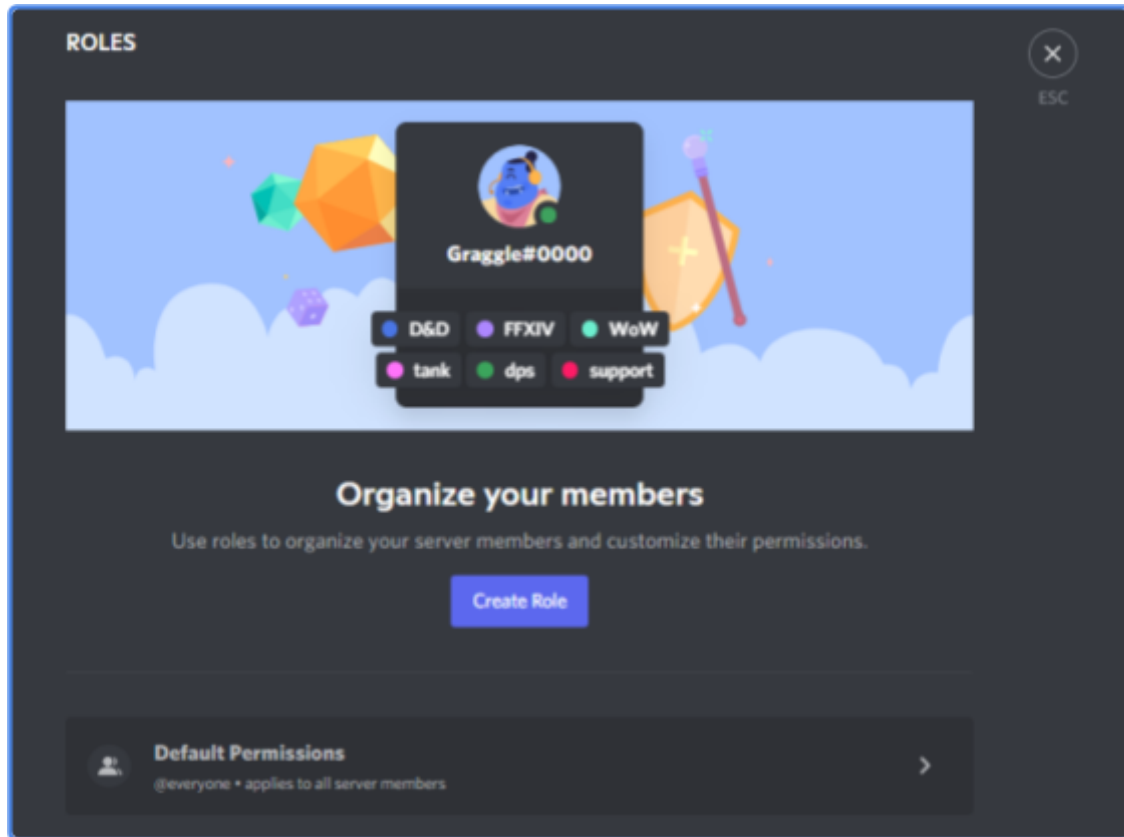 ROLES
ESC
Graggle#0000
D&D FFXIV WoW
tank dps support
Organize your members
Use roles to organize your server members and customize their permissions.
Create Role
Default Permissions
@everyone • applies to all server members